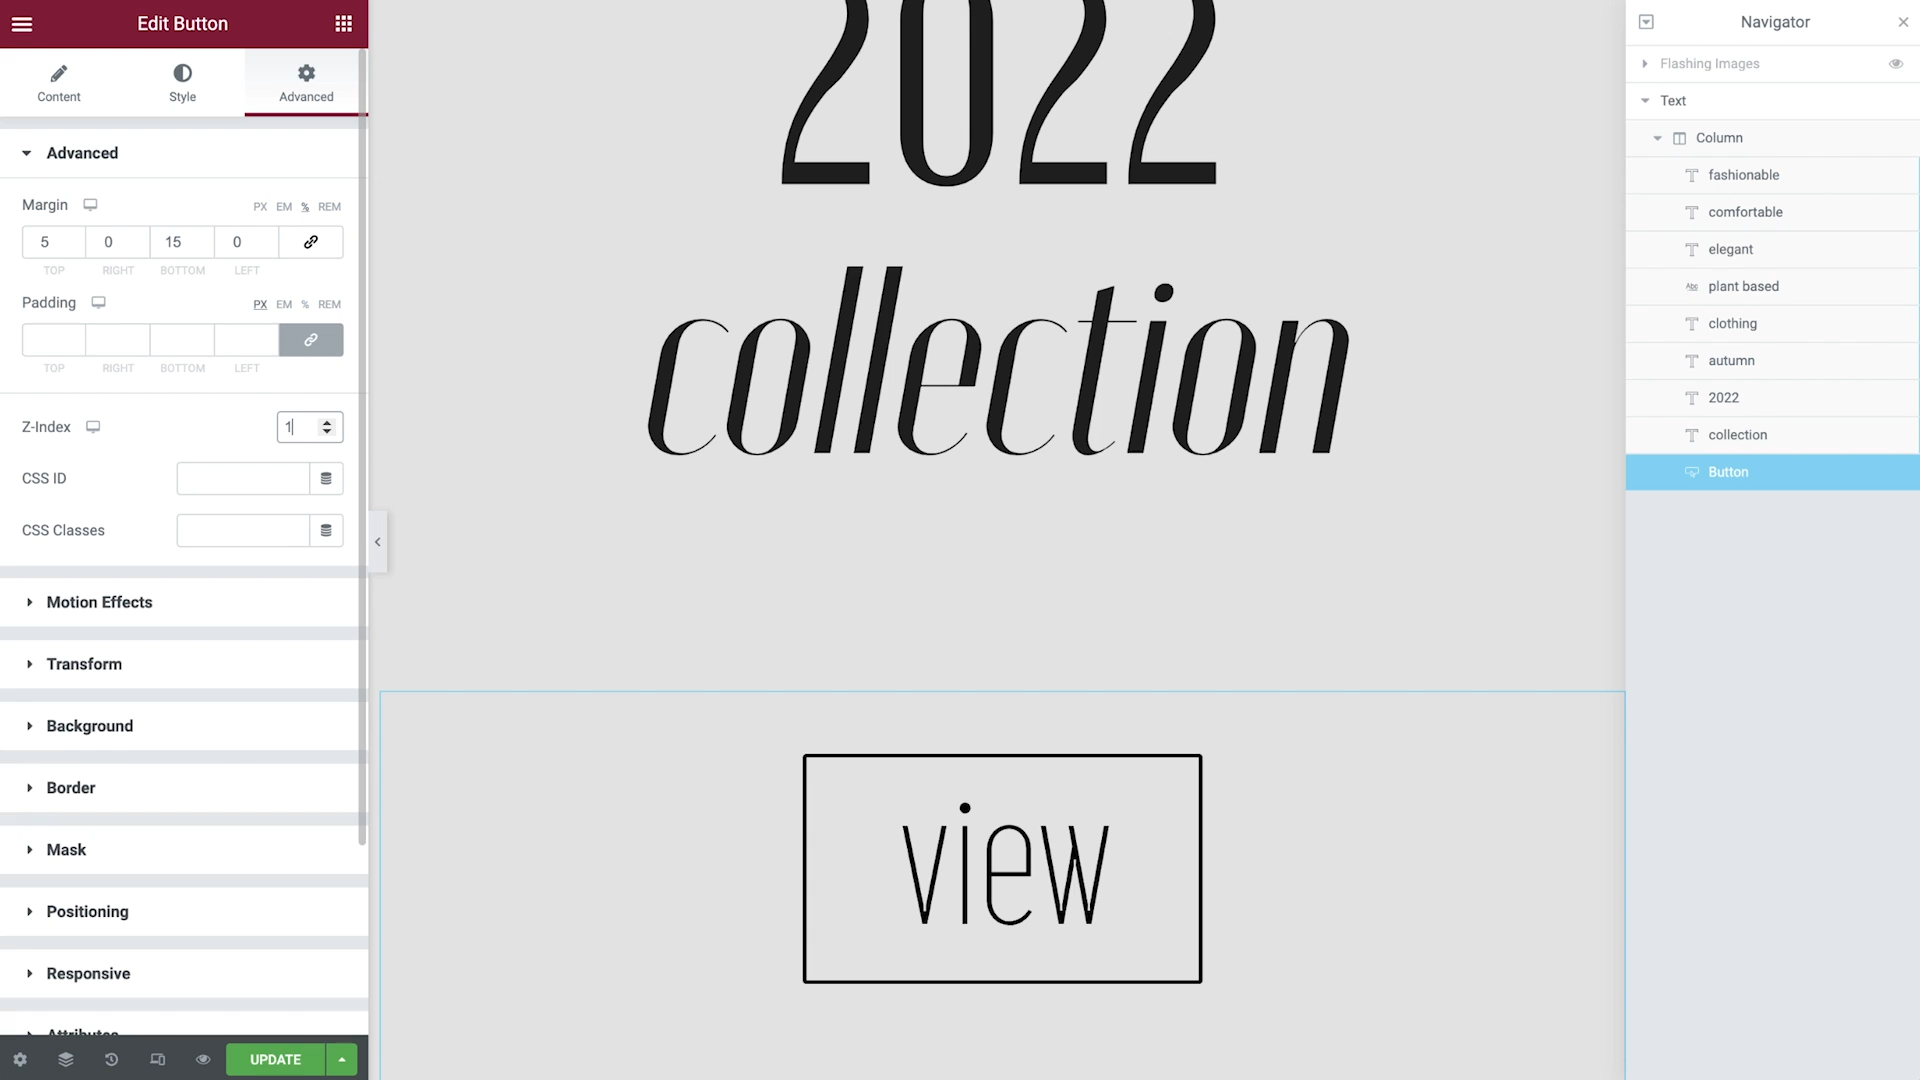 Edit Button
Content
Style
Advanced
Advanced
Margin
PX EM % REM
5 0 15 0
TOP RIGHT BOTTOM LEFT
Padding
PX EM % REM
TOP RIGHT BOTTOM LEFT
Z-Index
1
CSS ID
CSS Classes
Motion Effects
Transform
Background
Border
Mask
Positioning
Responsive
Attributes
UPDATE
2022
collection
view
Navigator
Flashing Images
Text
Column
fashionable
comfortable
elegant
Abc plant based
clothing
autumn
2022
collection
Button